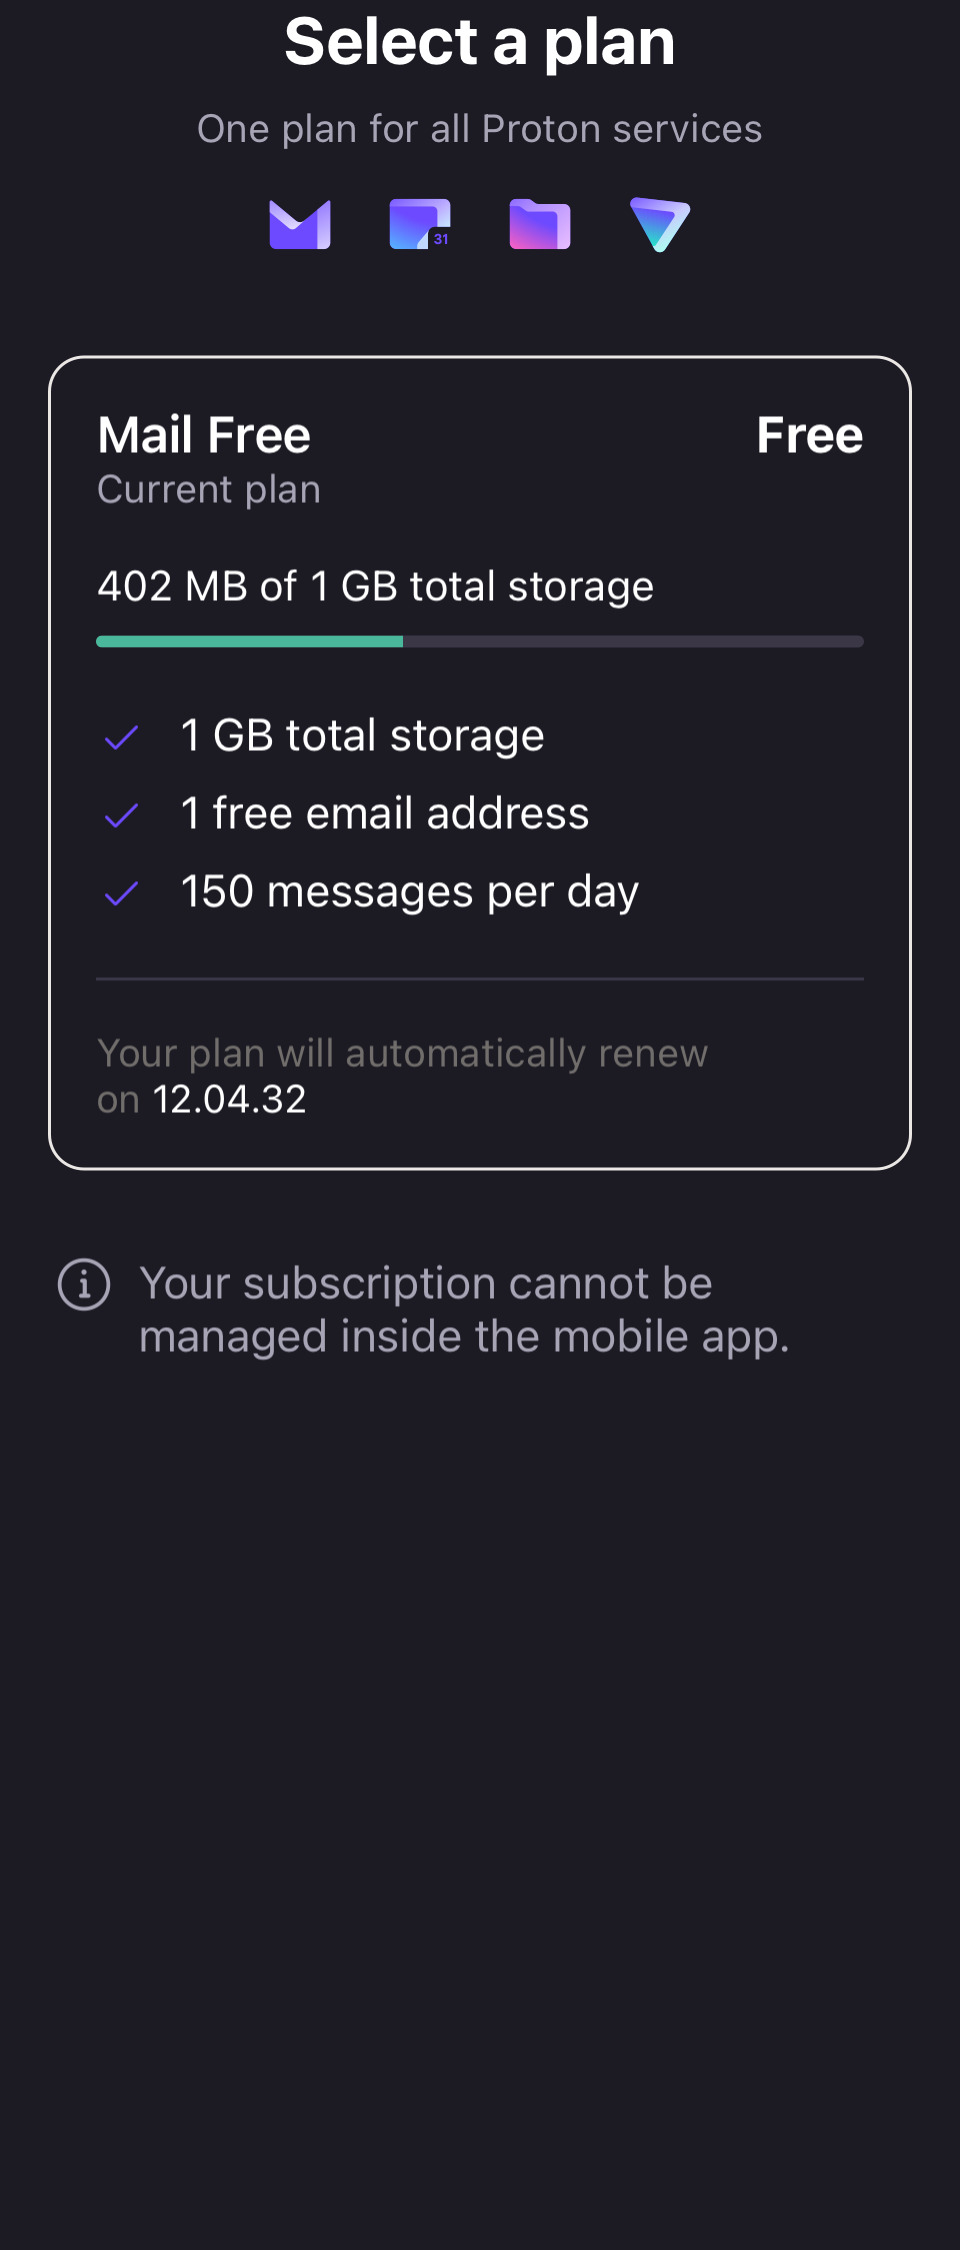 Select a plan
One plan for all Proton services
31
Mail Free
Free
Current plan
402 MB of 1 GB total storage
1 GB total storage
1 free email address
150 messages per day
Your plan will automatically renew
on 12.04.32
Your subscription cannot be
managed inside the mobile app.